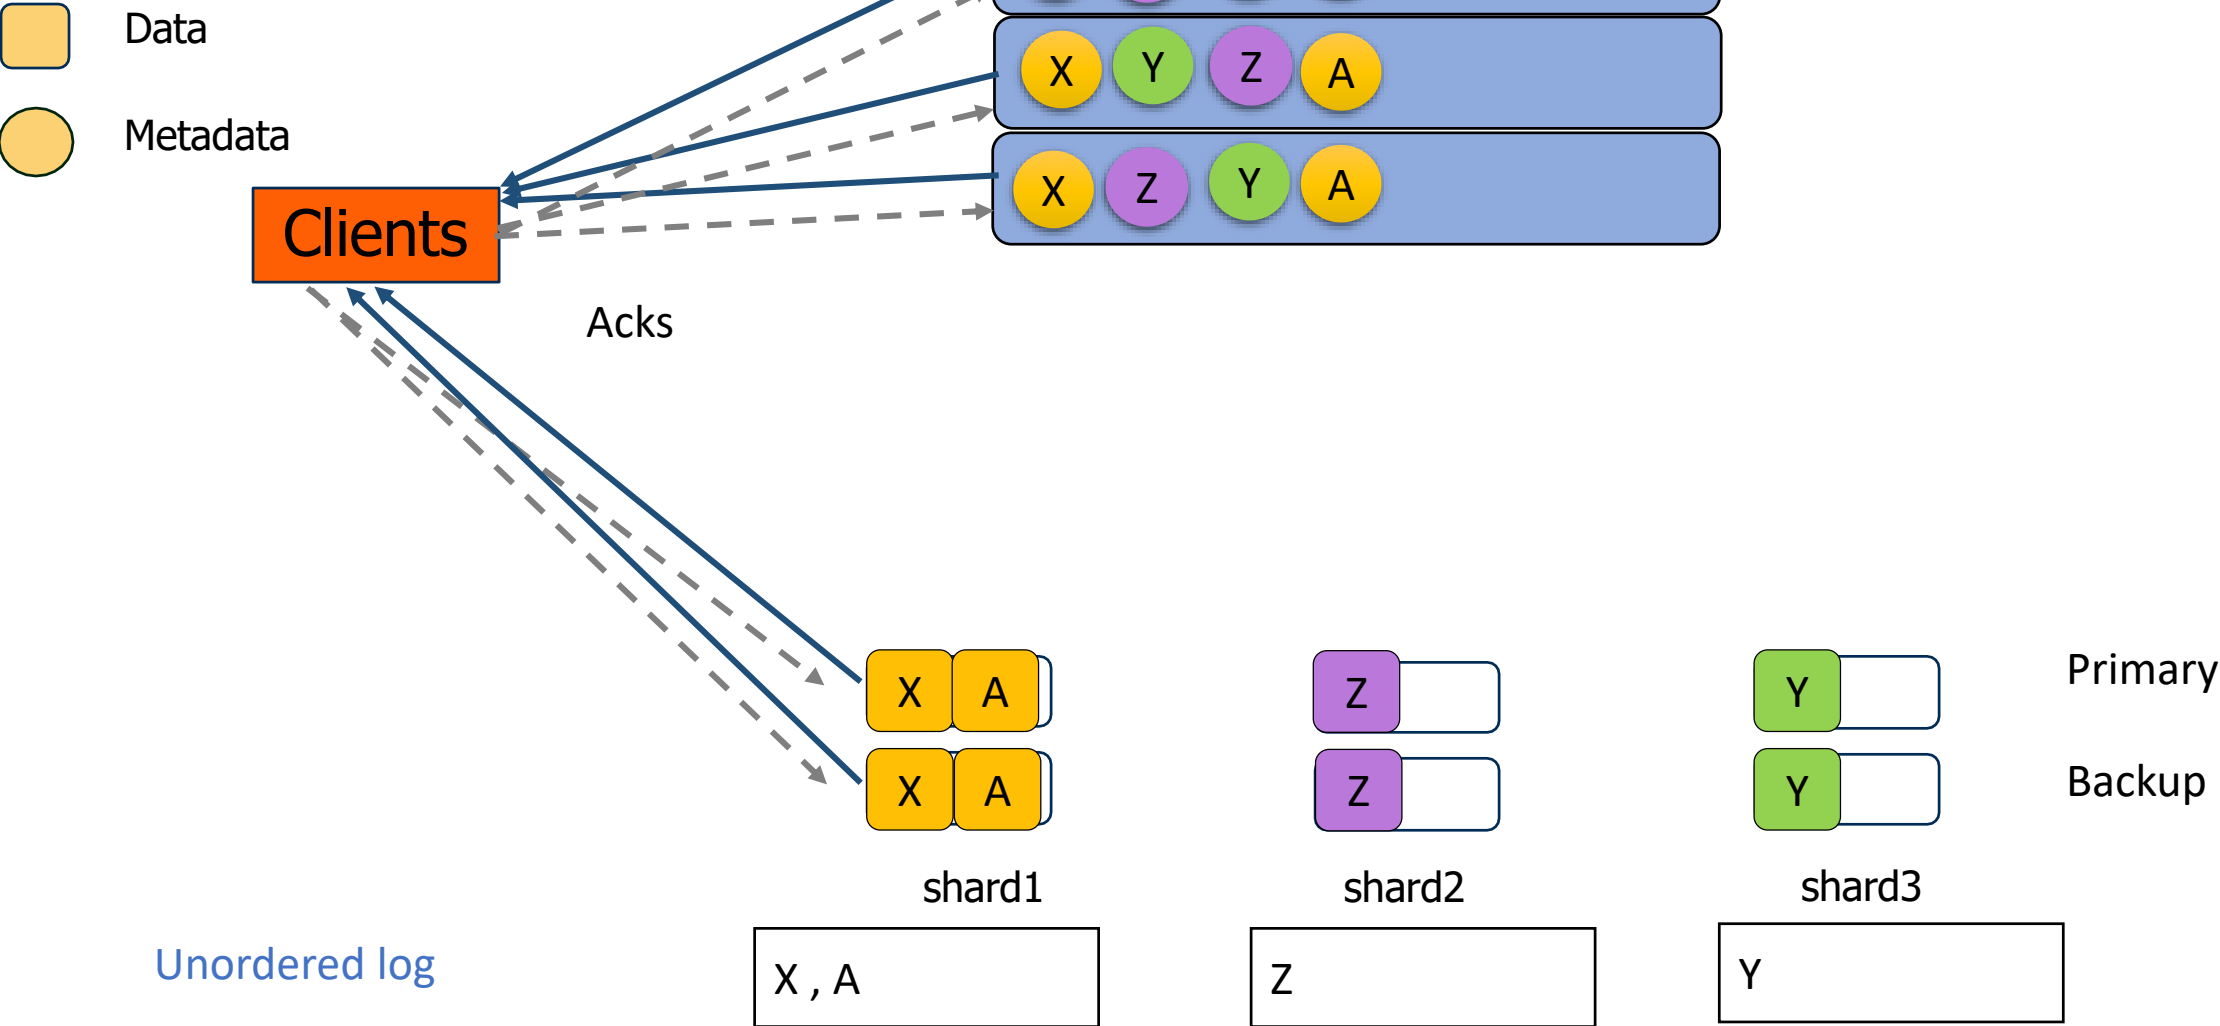 Data
X Y Z A
Metadata
X Z Y A
Clients
Acks
X A Z Y Primary
X A Z Y Backup
shard1 shard2 shard3
Unordered log X , A Z Y